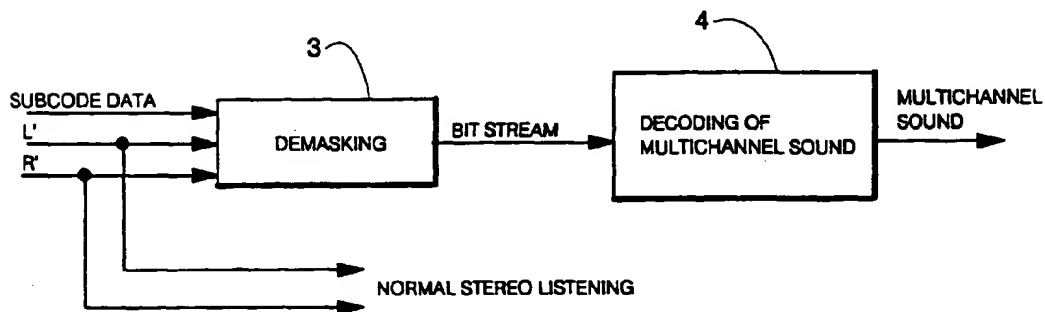 3
4
SUBCODE DATA
L'
R'
DEMASKING
BIT STREAM
DECODING OF
MULTICHANNEL SOUND
MULTICHANNEL
SOUND
NORMAL STEREO LISTENING